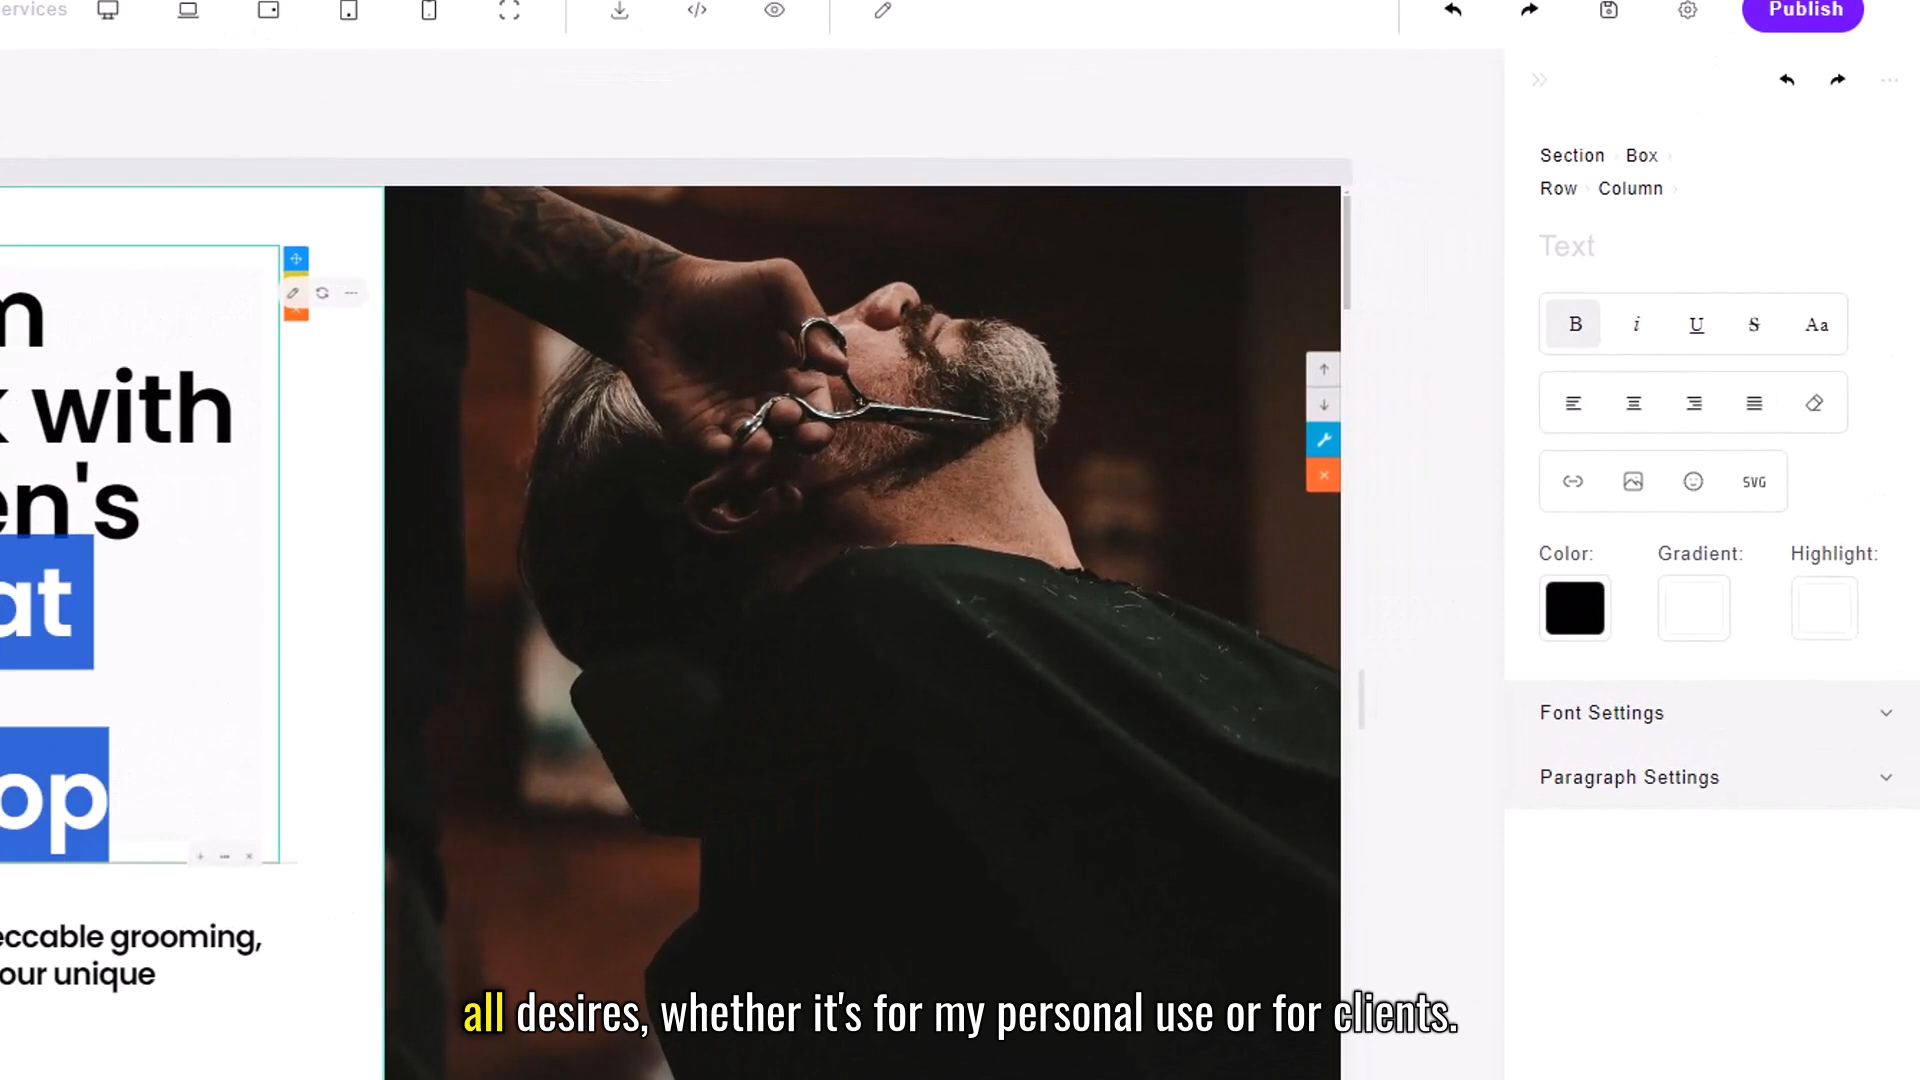 ervices
Publish
Section Box
Row Column
Text
B i U S Aa
SVG
Color: Gradient: Highlight:
Font Settings
Paragraph Settings
with
en's
at
op
eccable grooming,
our unique
all desires, whether it's for my personal use or for clients.